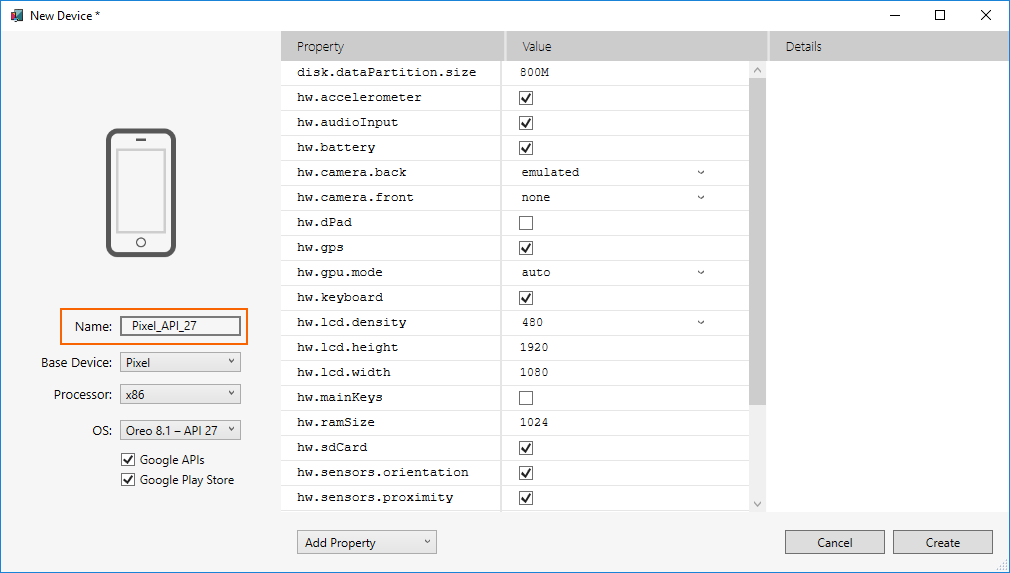 New Device *
Property Value Details
disk.dataPartition.size 800M
hw.accelerometer
hw.audioInput
hw.battery
hw.camera.back emulated
hw.camera.front none
hw.dPad
hw.gps
hw.gpu.mode auto
hw.keyboard
hw.lcd.density 480
hw.lcd.height 1920
hw.lcd.width 1080
hw.mainKeys
hw.ramSize 1024
hw.sdCard
hw.sensors.orientation
hw.sensors.proximity
Name: Pixel_API_27
Base Device: Pixel
Processor: x86
OS: Oreo 8.1 – API 27
Google APIs
Google Play Store
Add Property
Cancel Create